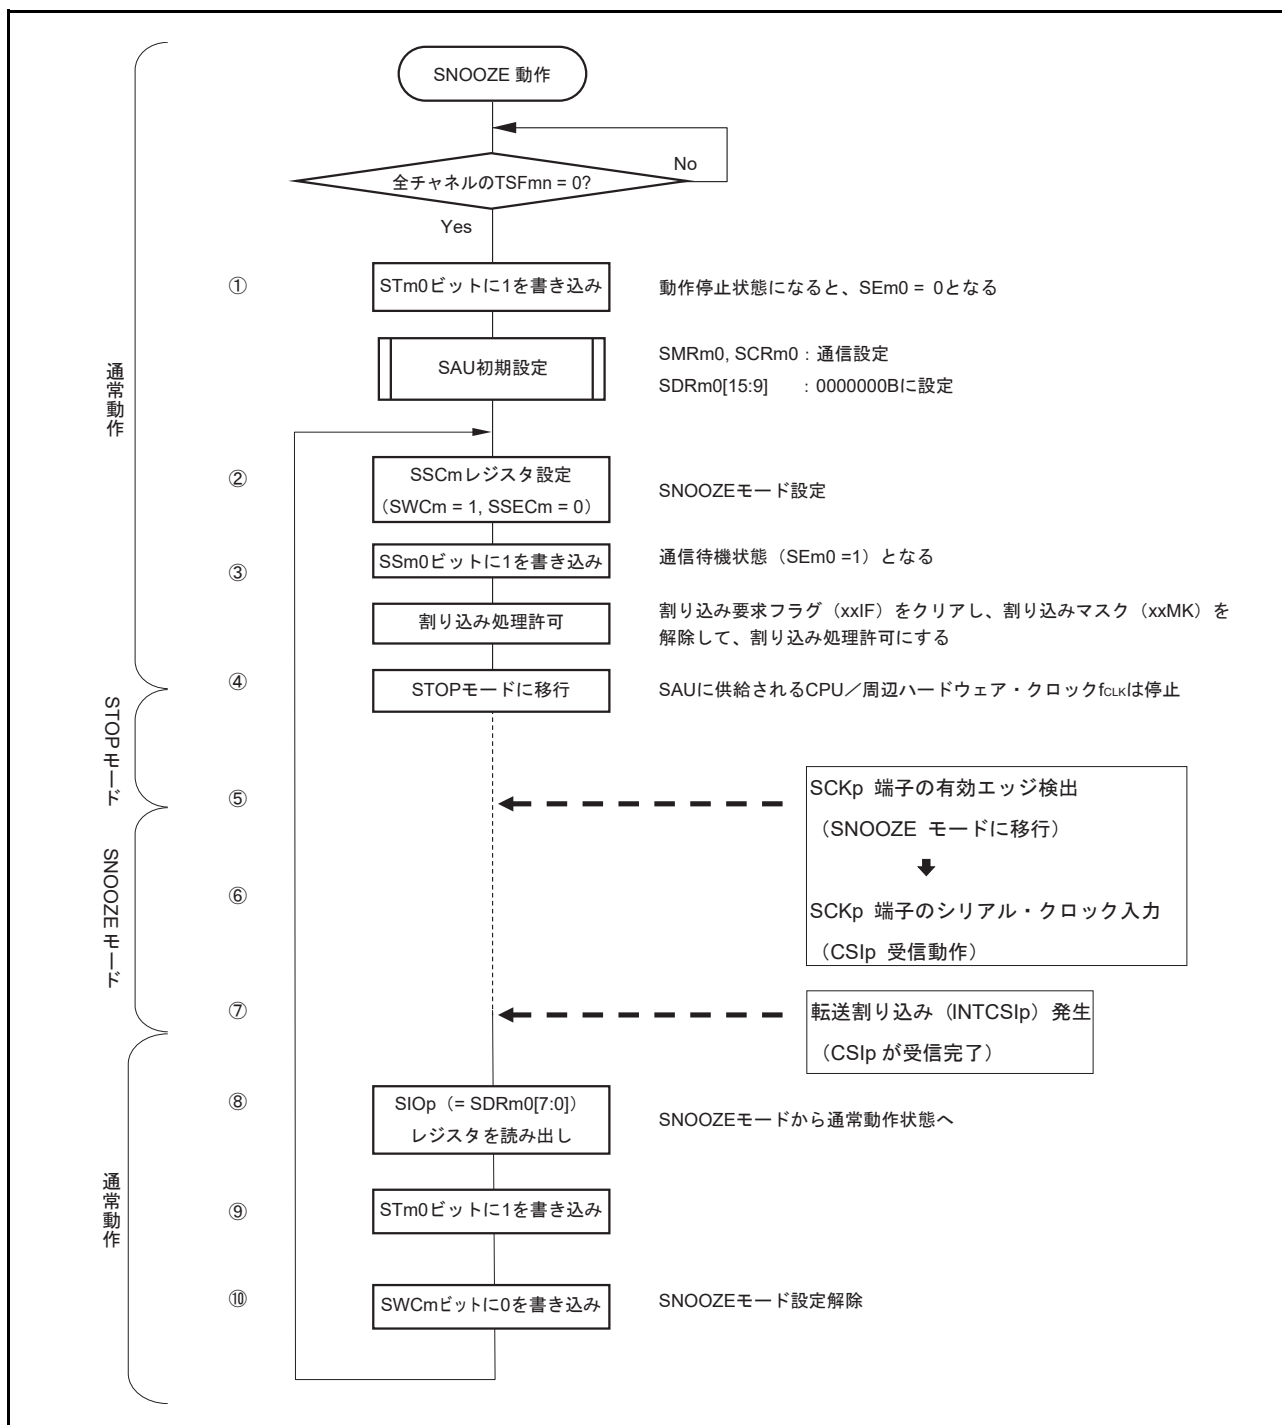 SNOOZE 動作
No
全チャネルのTSFmn = 0?
Yes
① STm0ビットに1を書き込み 動作停止状態になると、SEm0 = 0となる
SAU初期設定
SMRm0, SCRm0 : 通信設定
SDRm0[15:9] : 0000000Bに設定
通常動作
② SSCmレジスタ設定
(SWCm = 1, SSECm = 0)
SNOOZEモード設定
③ SSm0ビットに1を書き込み 通信待機状態（SEm0 =1）となる
割り込み処理許可
割り込み要求フラグ（xxIF）をクリアし、割り込みマスク（xxMK）を
解除して、割り込み処理許可にする
④ STOPモードに移行 SAUに供給されるCPU／周辺ハードウェア・クロックfCLKは停止
STOPモード
⑤
SCKp 端子の有効エッジ検出
（SNOOZE モードに移行）
SNOOZEモード
⑥
SCKp 端子のシリアル・クロック入力
（CSIp 受信動作）
⑦
転送割り込み（INTCSIp）発生
（CSIp が受信完了）
⑧ SIOp（= SDRm0[7:0]）
レジスタを読み出し
SNOOZEモードから通常動作状態へ
通常動作
⑨ STm0ビットに1を書き込み
⑩ SWCmビットに0を書き込み SNOOZEモード設定解除